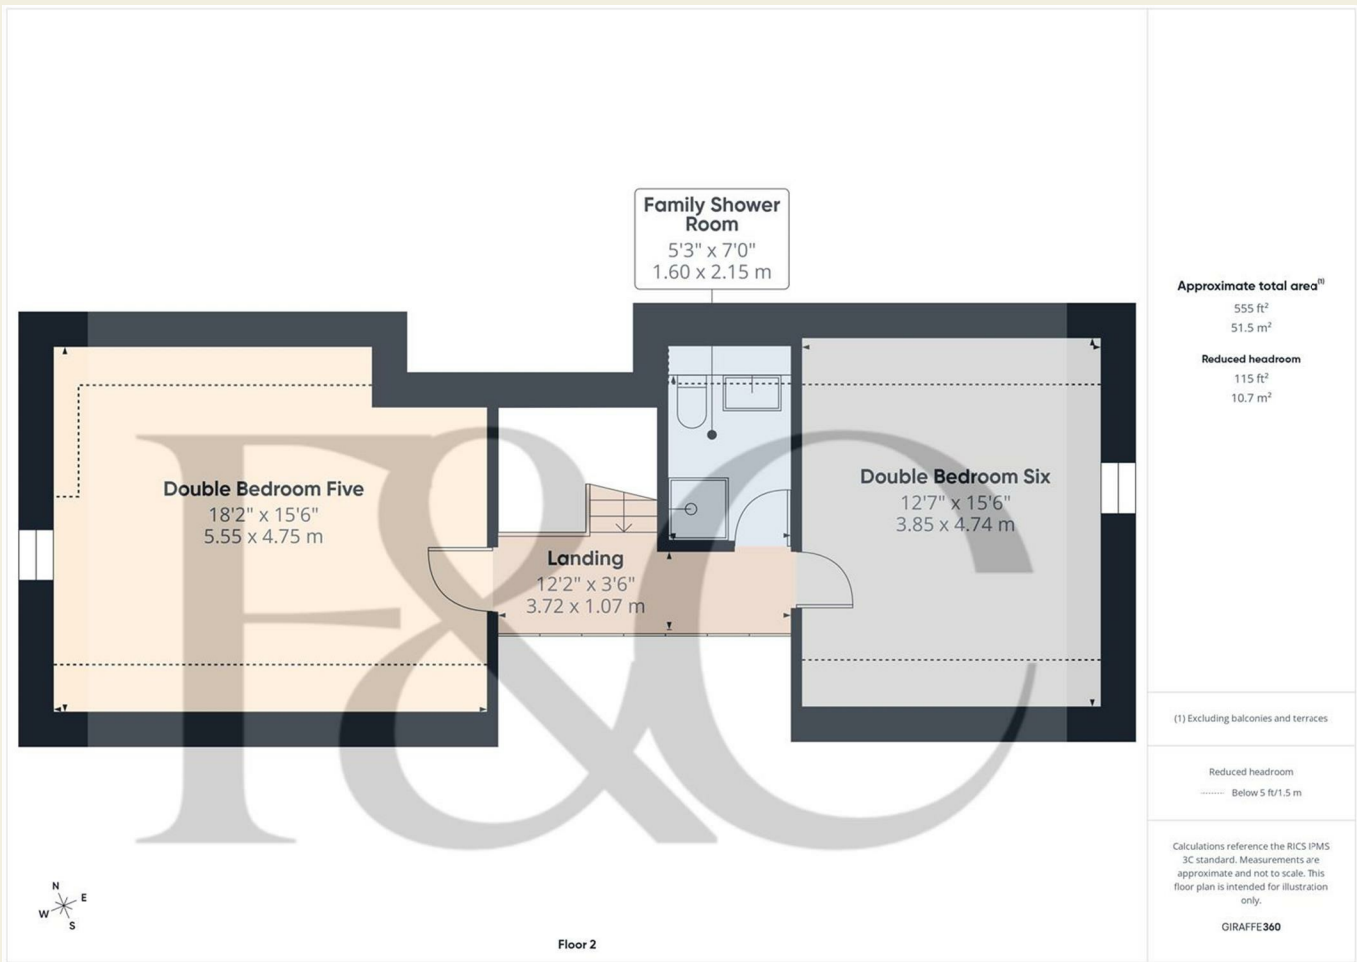 Family Shower
Room
5'3" x 7'0"
1.60 x 2.15 m
Double Bedroom Five
18'2" x 15'6"
5.55 x 4.75 m
Landing
12'2" x 3'6"
3.72 x 1.07 m
Double Bedroom Six
12'7" x 15'6"
3.85 x 4.74 m
F&C
N
E
W
S
Floor 2
Approximate total area(1)
555 ft²
51.5 m²
Reduced headroom
115 ft²
10.7 m²
(1) Excluding balconies and terraces
Reduced headroom
Below 5 ft/1.5 m
Calculations reference the RICS IPMS
3C standard. Measurements are
approximate and not to scale. This
floor plan is intended for illustration
only.
GIRAFFE360